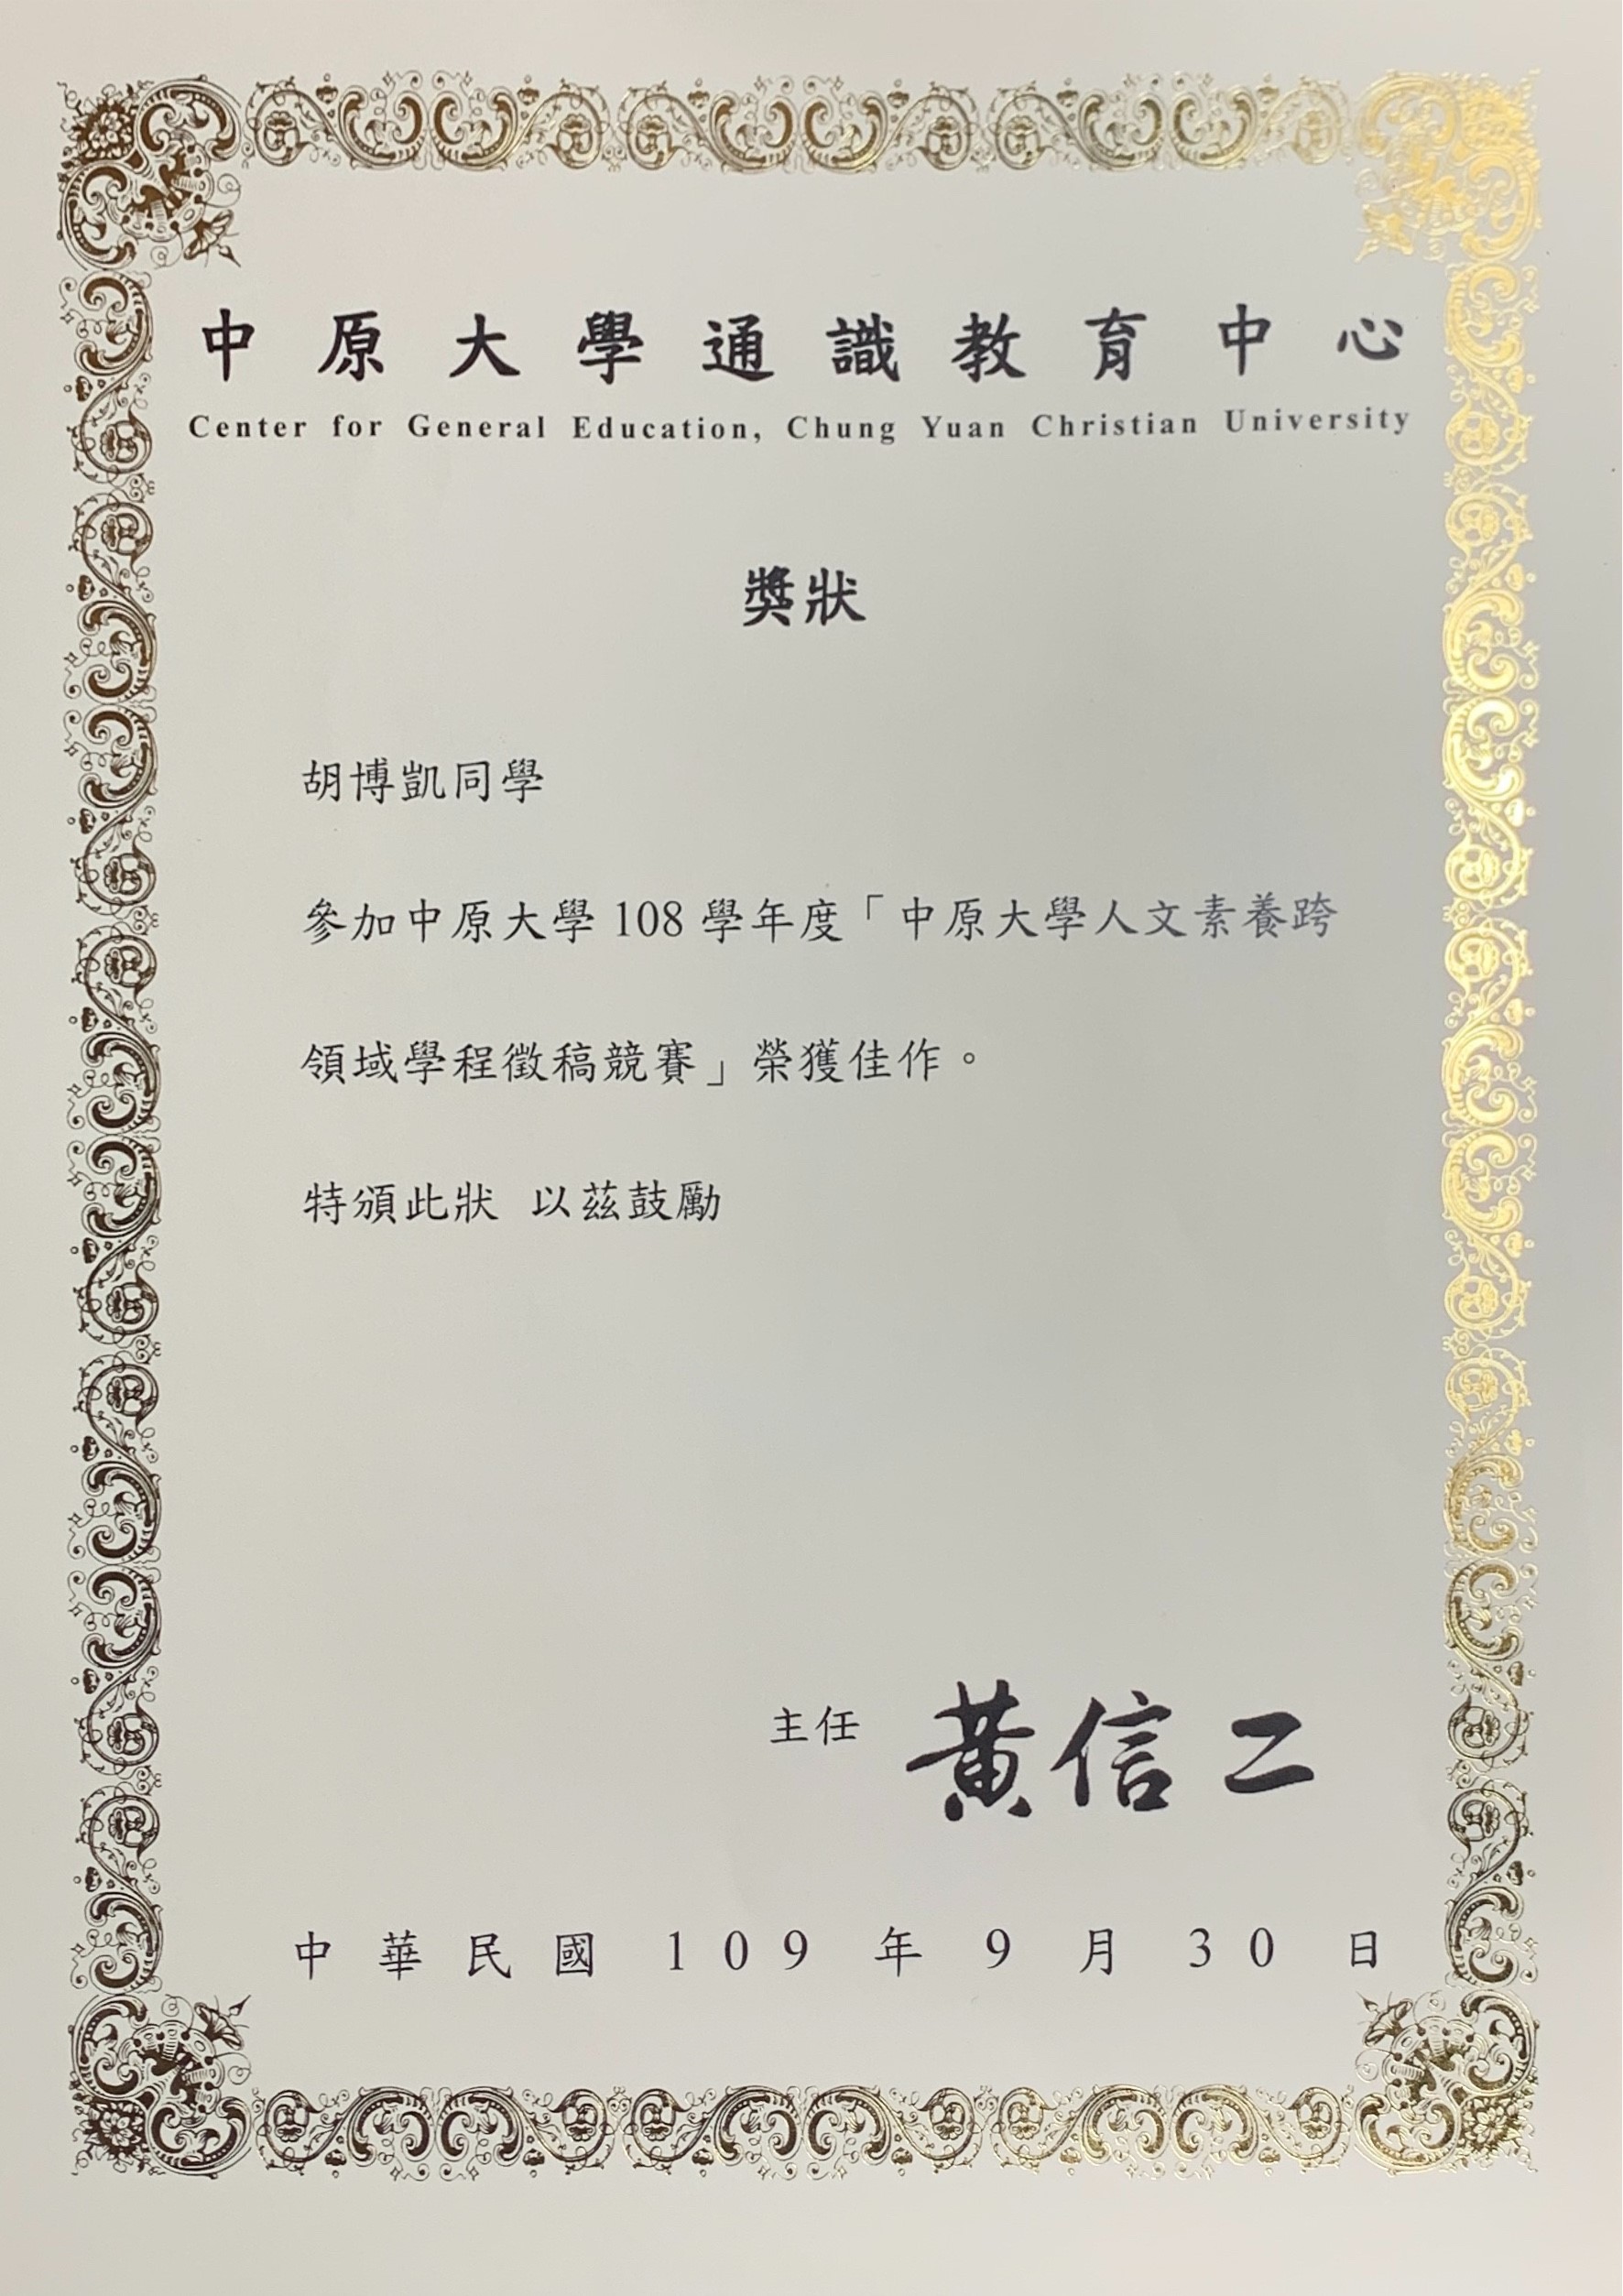 中原大學通識教育中心
Center for General Education, Chung Yuan Christian University
獎狀
胡博凱同學
參加中原大學 108 學年度「中原大學人文素養跨
領域學程徵稿競賽」榮獲佳作。
特頒此狀 以茲鼓勵
主任 黃信二
中華民國 109 年 9 月 30 日